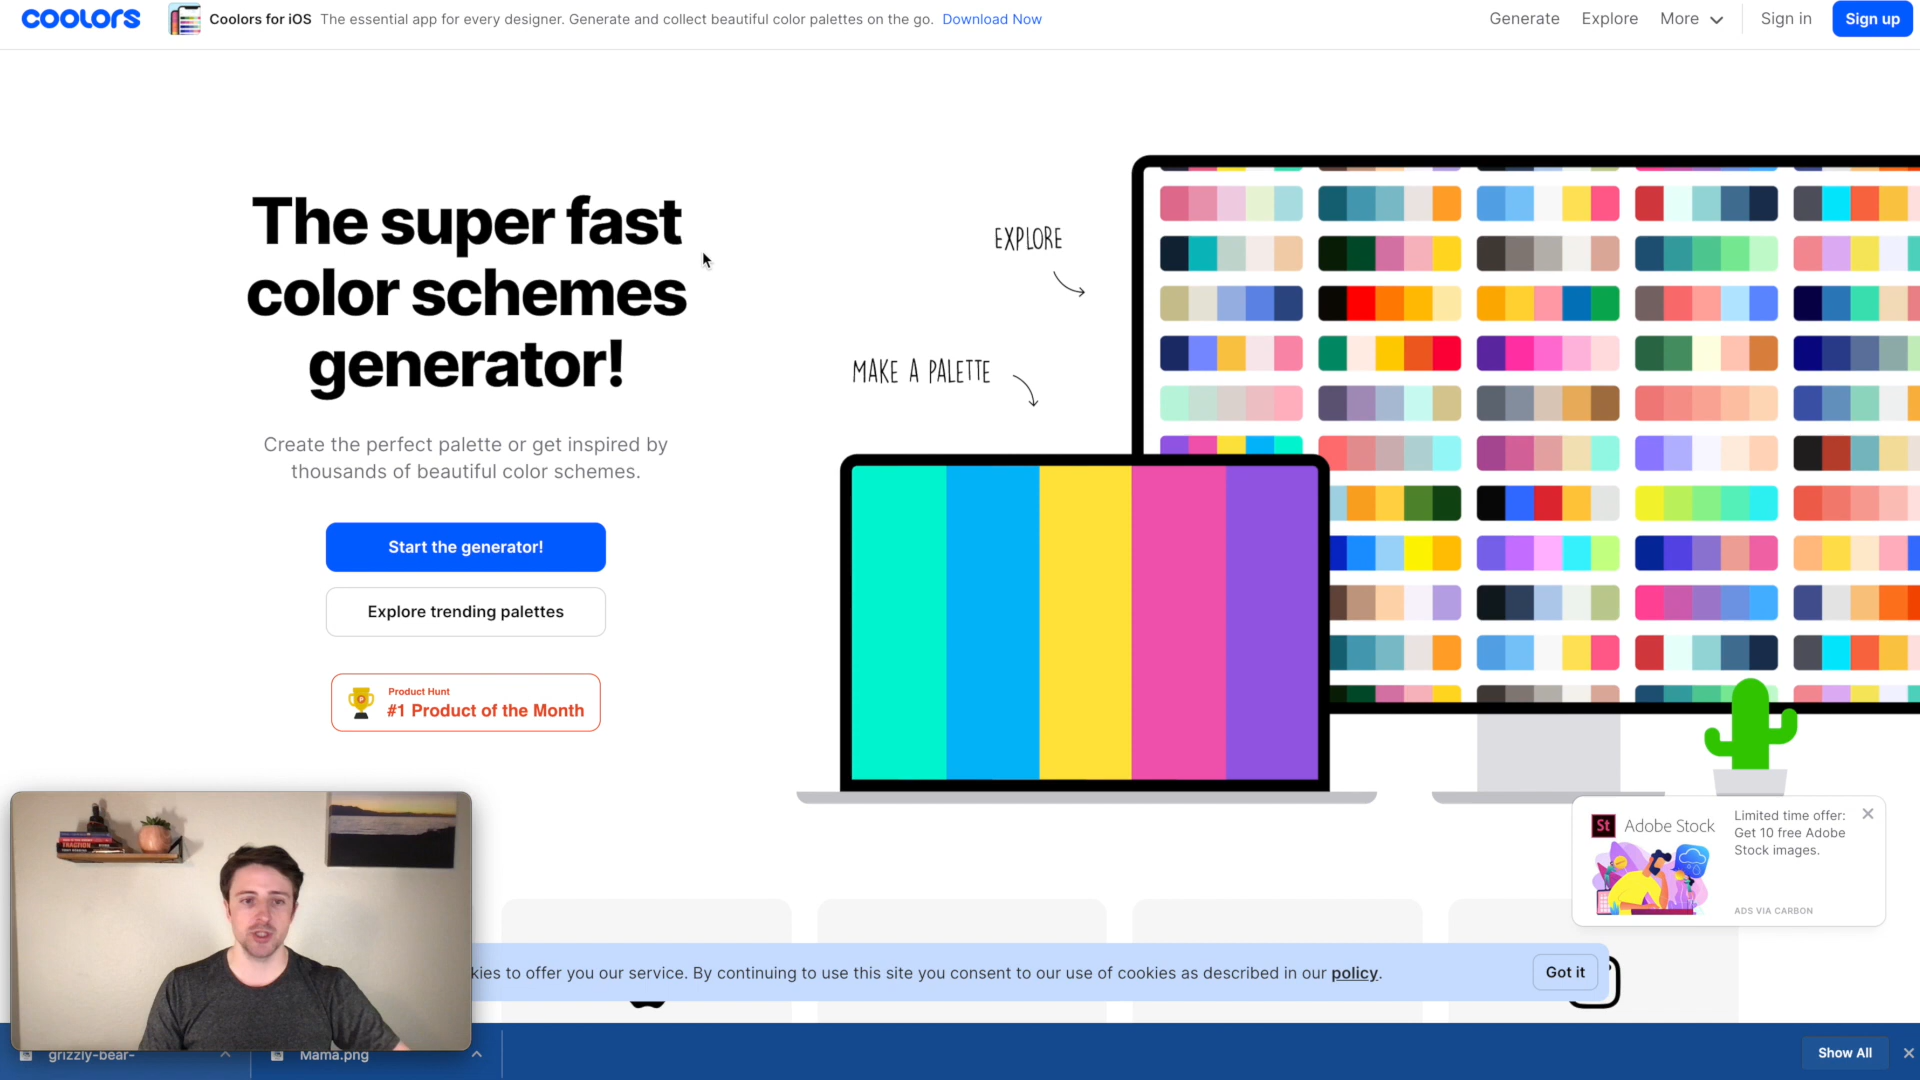 coolors
Coolors for iOS The essential app for every designer. Generate and collect beautiful color palettes on the go. Download Now
Generate Explore More Sign in Sign up
The super fast
color schemes
generator!
EXPLORE
MAKE A PALETTE
Create the perfect palette or get inspired by
thousands of beautiful color schemes.
Start the generator!
Explore trending palettes
Product Hunt
#1 Product of the Month
St Adobe Stock
Limited time offer:
Get 10 free Adobe
Stock images.
ADS VIA CARBON
TRACTION
kies to offer you our service. By continuing to use this site you consent to our use of cookies as described in our policy.
Got it
grizzly-bear-
Mama.png
Show All